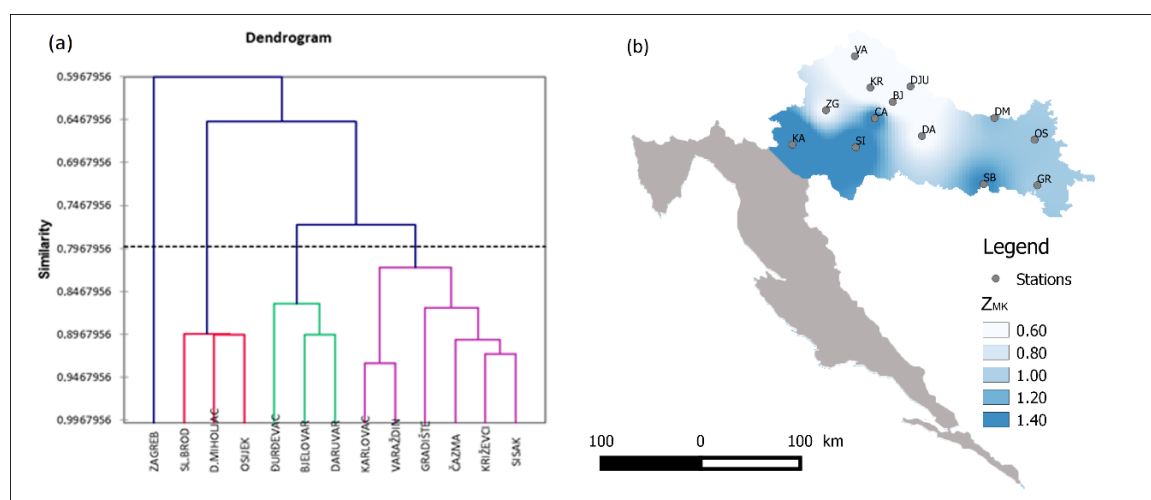 (a)
Dendrogram
Similarity
0.5967956
0.6467956
0.6967956
0.7467956
0.7967956
0.8467956
0.8967956
0.9467956
0.9967956
ZAGREB
SL.BROD
D.MIHOLJAC
OSIJEK
ĐURĐEVAC
BJELOVAR
DARUVAR
KARLOVAC
VARAŽDIN
GRADIŠTE
ČAZMA
KRIŽEVCI
SISAK
(b)
VA
KR
DJU
ZG
BJ
CA
DM
KA
SI
DA
OS
SB
GR
Legend
Stations
ZMK
0.60
0.80
1.00
1.20
1.40
100 0 100 km